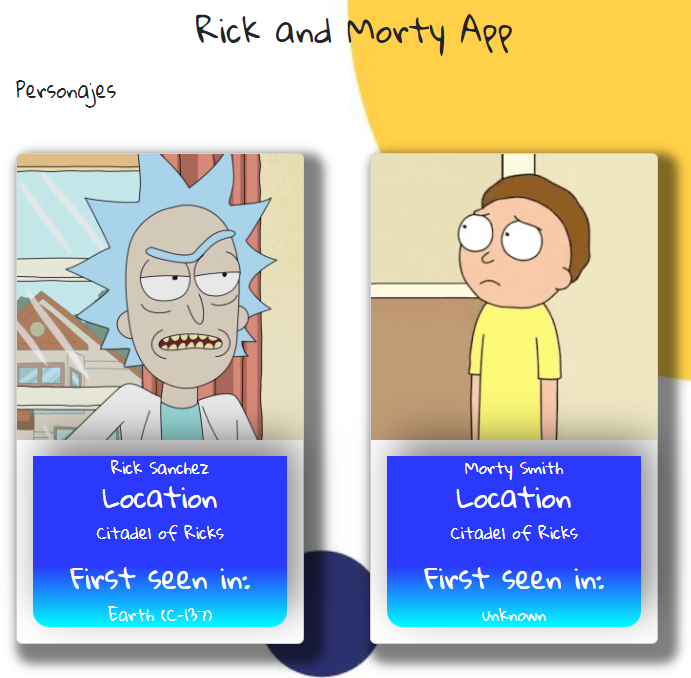 Rick and Morty App
Personajes
Rick Sanchez
Location
Citadel of Ricks
First seen in:
Earth (C-137)
Morty Smith
Location
Citadel of Ricks
First seen in:
unknown